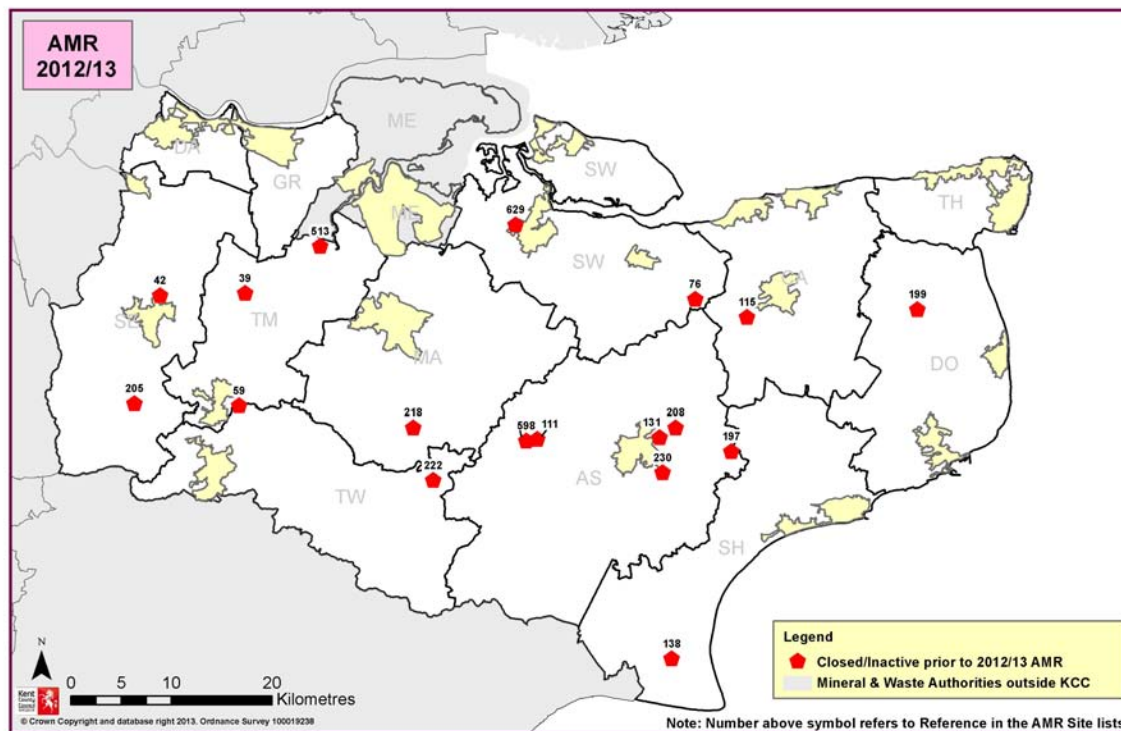 AMR
2012/13
ME
SW
DA
GR
ME
TH
629
513
SW
42
39
76
CA
115
199
SE
TM
MA
DO
205
59
218
598
111
131
208
197
230
222
AS
TW
SH
138
Legend
Closed/Inactive prior to 2012/13 AMR
Mineral & Waste Authorities outside KCC
N
Kent
County
Council
0 5 10 20
Kilometres
© Crown Copyright and database right 2013. Ordnance Survey 100019238
Note: Number above symbol refers to Reference in the AMR Site lists